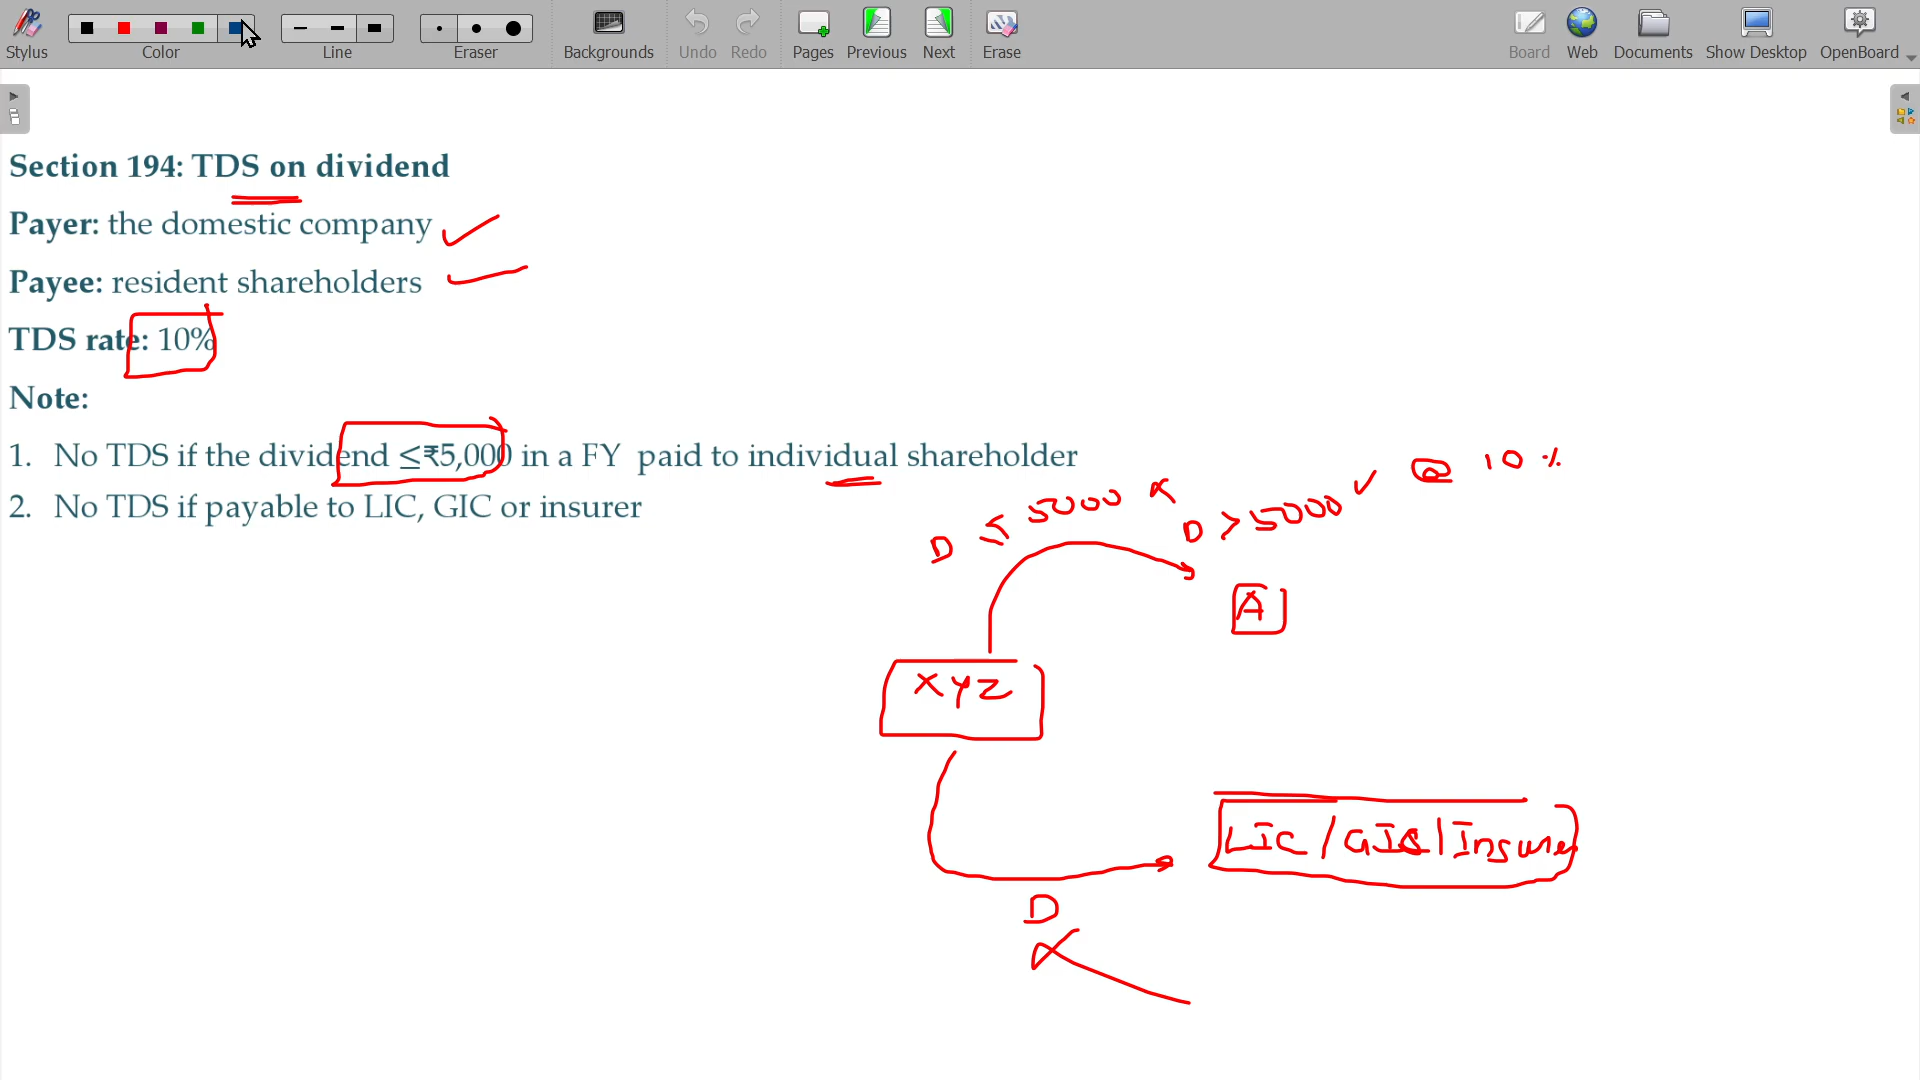 Stylus Color Line Eraser Backgrounds Undo Redo Pages Previous Next Erase Board Web Documents Show Desktop OpenBoard
Section 194: TDS on dividend
Payer: the domestic company
Payee: resident shareholders
TDS rate: 10%
Note:
1. No TDS if the dividend ≤₹5,000 in a FY paid to individual shareholder
2. No TDS if payable to LIC, GIC or insurer
D ≤ 5000 ×
D > 5000 ✓ @ 10 %
A
XYZ
LIC / GIC / Insurer
D
×